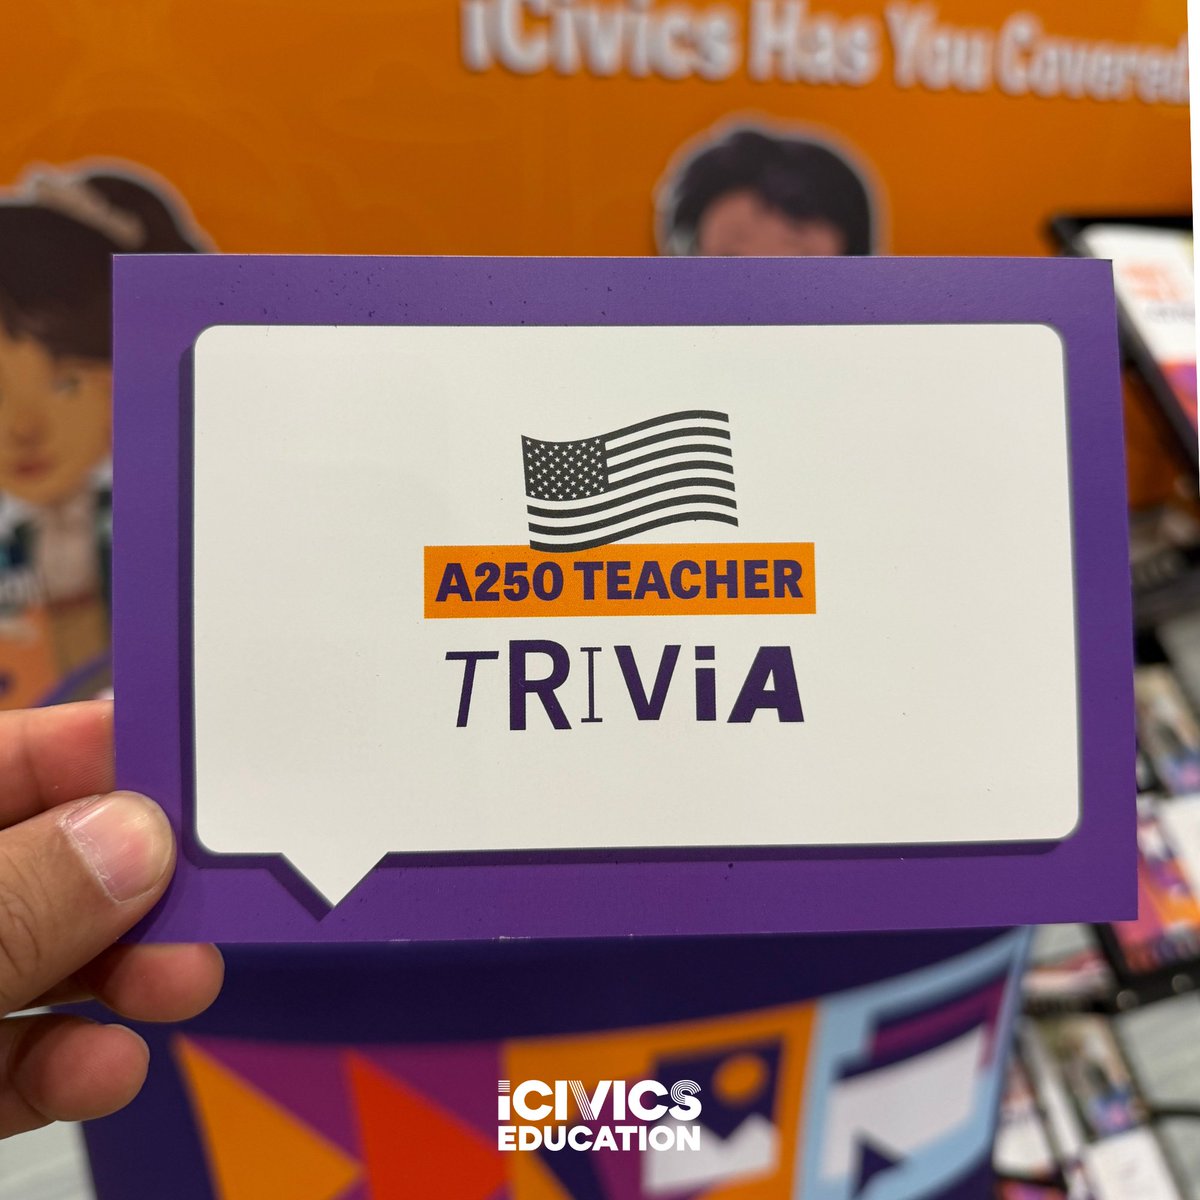 iCivics Has You Covered
A250 TEACHER
TRIViA
iCIVICS
EDUCATION